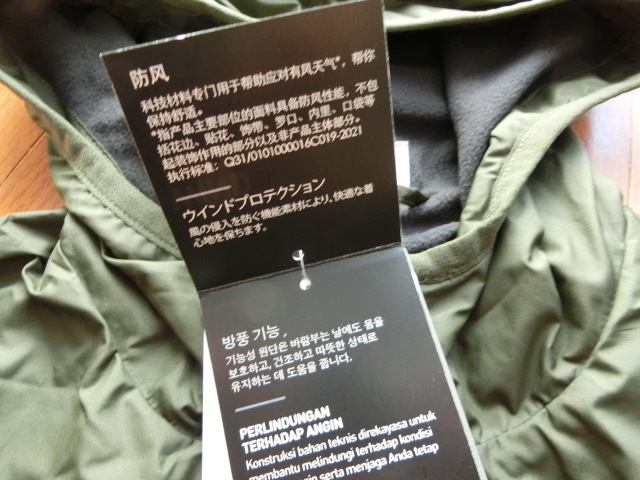 防风
科技材料专门用于帮助应对有风天气*，帮你
保持舒适。
*指产品主要部位的面料具备防风性能，不包
括花边、贴花、饰带、罗口、内里、口袋等
起装饰作用的部分以及非产品主体部分。
执行标准：Q31/0101000016C019-2021
ウインドプロテクション
風の侵入を防ぐ機能素材により、快適な着
心地を保ちます。
방풍 기능
기능성 원단은 바람부는 날에도 몸을
보호하고, 건조하고 따뜻한 상태로
유지하는 데 도움을 줍니다.
PERLINDUNGAN
TERHADAP ANGIN
Konstruksi bahan teknis direkayasa untuk
membantu melindungi terhadap kondisi
serta menjaga Anda tetap